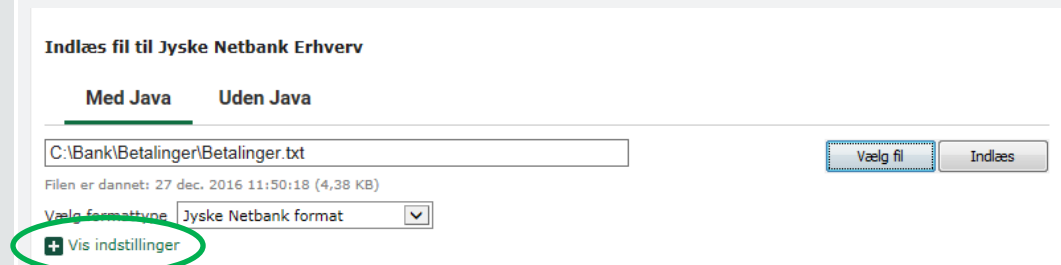 Indlæs fil til Jyske Netbank Erhverv
Med Java Uden Java
C:\Bank\Betalinger\Betalinger.txt Vælg fil Indlæs
Filen er dannet: 27 dec. 2016 11:50:18 (4,38 KB)
Vælg formattype Jyske Netbank format
Vis indstillinger